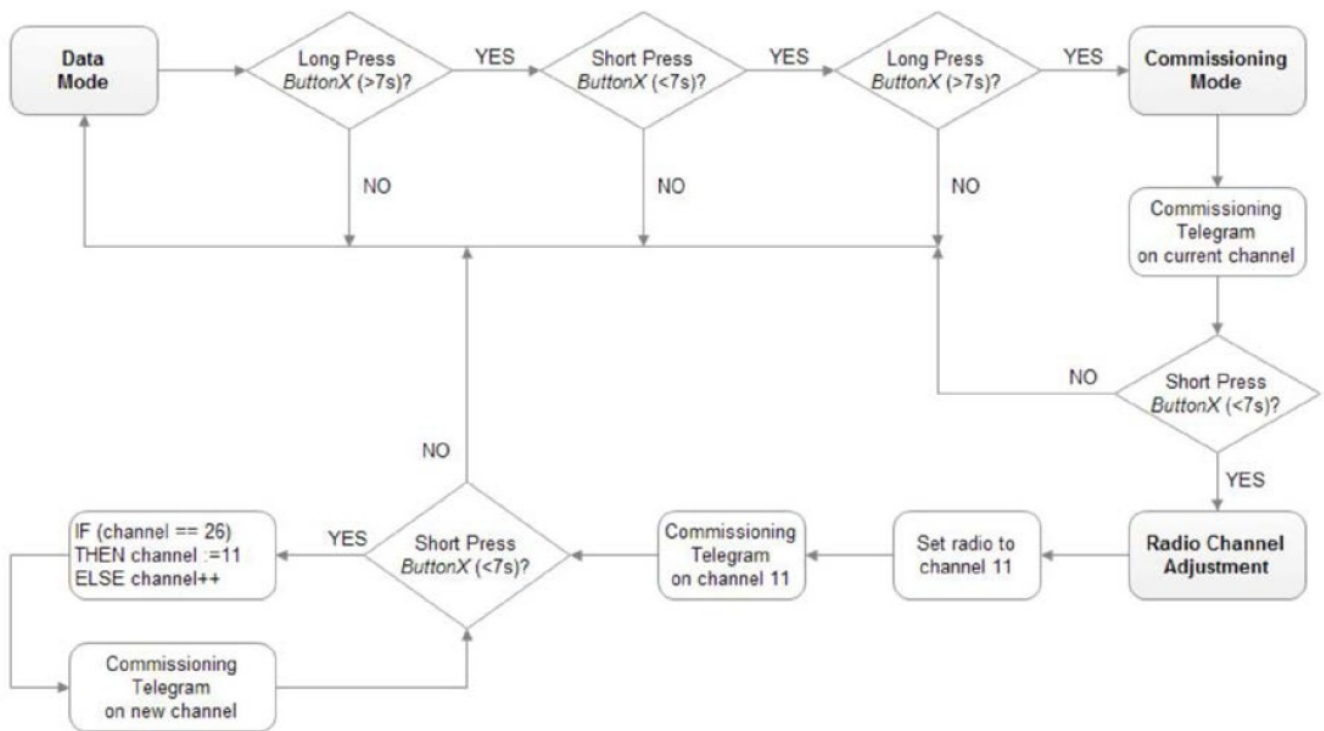 Data
Mode
Long Press
ButtonX (>7s)?
YES
Short Press
ButtonX (<7s)?
YES
Long Press
ButtonX (>7s)?
YES
Commissioning
Mode
NO
NO
NO
Commissioning
Telegram
on current channel
NO
Short Press
ButtonX (<7s)?
YES
Radio Channel
Adjustment
Set radio to
channel 11
Commissioning
Telegram
on channel 11
Short Press
ButtonX (<7s)?
NO
YES
IF (channel == 26)
THEN channel :=11
ELSE channel++
Commissioning
Telegram
on new channel